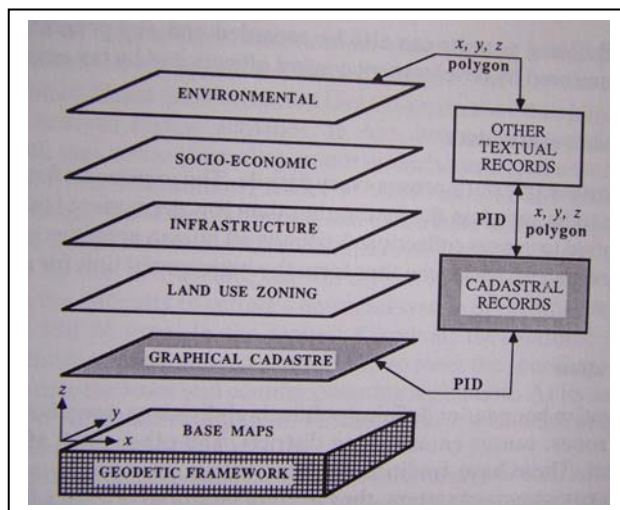 x, y, z
polygon
ENVIRONMENTAL
OTHER
TEXTUAL
RECORDS
SOCIO-ECONOMIC
PID
x, y, z
polygon
INFRASTRUCTURE
CADASTRAL
RECORDS
LAND USE ZONING
GRAPHICAL CADASTRE
PID
z
y
x
BASE MAPS
GEODETIC FRAMEWORK